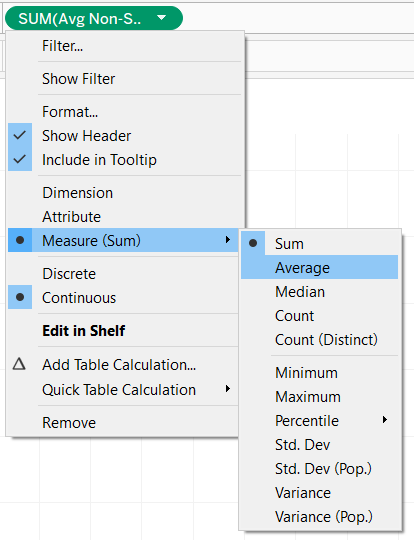 SUM(Avg Non-S..
Filter...
Show Filter
Format...
Show Header
Include in Tooltip
Dimension
Attribute
Measure (Sum)
Discrete
Continuous
Edit in Shelf
Add Table Calculation...
Quick Table Calculation
Remove
Sum
Average
Median
Count
Count (Distinct)
Minimum
Maximum
Percentile
Std. Dev
Std. Dev (Pop.)
Variance
Variance (Pop.)